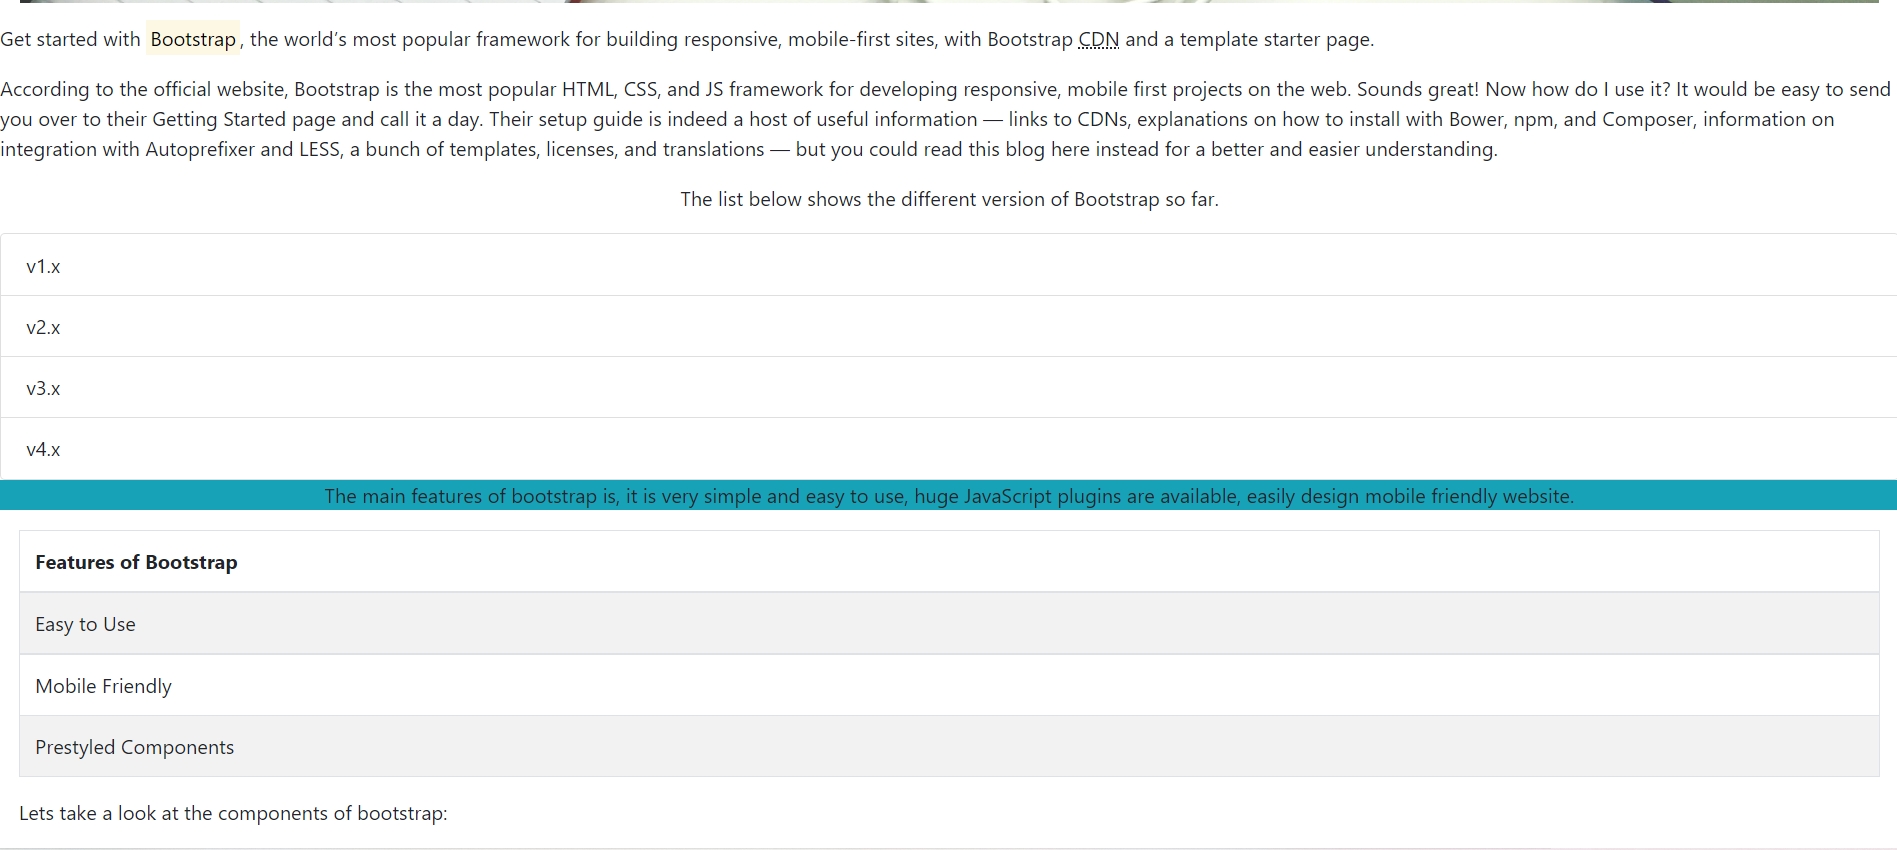 Get started with Bootstrap, the world’s most popular framework for building responsive, mobile-first sites, with Bootstrap CDN and a template starter page.
According to the official website, Bootstrap is the most popular HTML, CSS, and JS framework for developing responsive, mobile first projects on the web. Sounds great! Now how do I use it? It would be easy to send
you over to their Getting Started page and call it a day. Their setup guide is indeed a host of useful information — links to CDNs, explanations on how to install with Bower, npm, and Composer, information on
integration with Autoprefixer and LESS, a bunch of templates, licenses, and translations — but you could read this blog here instead for a better and easier understanding.
The list below shows the different version of Bootstrap so far.
v1.x
v2.x
v3.x
v4.x
The main features of bootstrap is, it is very simple and easy to use, huge JavaScript plugins are available, easily design mobile friendly website.
Features of Bootstrap
Easy to Use
Mobile Friendly
Prestyled Components
Lets take a look at the components of bootstrap: